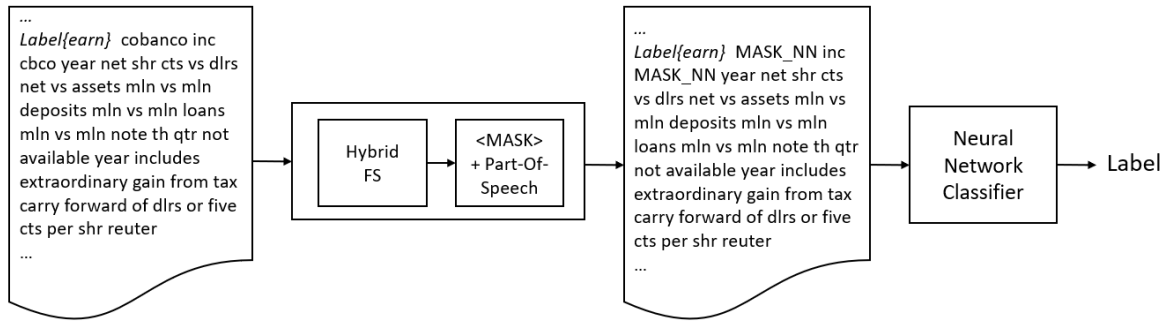 ...
Label{earn} cobanco inc
cbco year net shr cts vs dlrs
net vs assets mln vs mln
deposits mln vs mln loans
mln vs mln note th qtr not
available year includes
extraordinary gain from tax
carry forward of dlrs or five
cts per shr reuter
...
Hybrid
FS
<MASK>
+ Part-Of-
Speech
...
Label{earn} MASK_NN inc
MASK_NN year net shr cts
vs dlrs net vs assets mln vs
mln deposits mln vs mln
loans mln vs mln note th qtr
not available year includes
extraordinary gain from tax
carry forward of dlrs or five
cts per shr reuter
...
Neural
Network
Classifier
Label